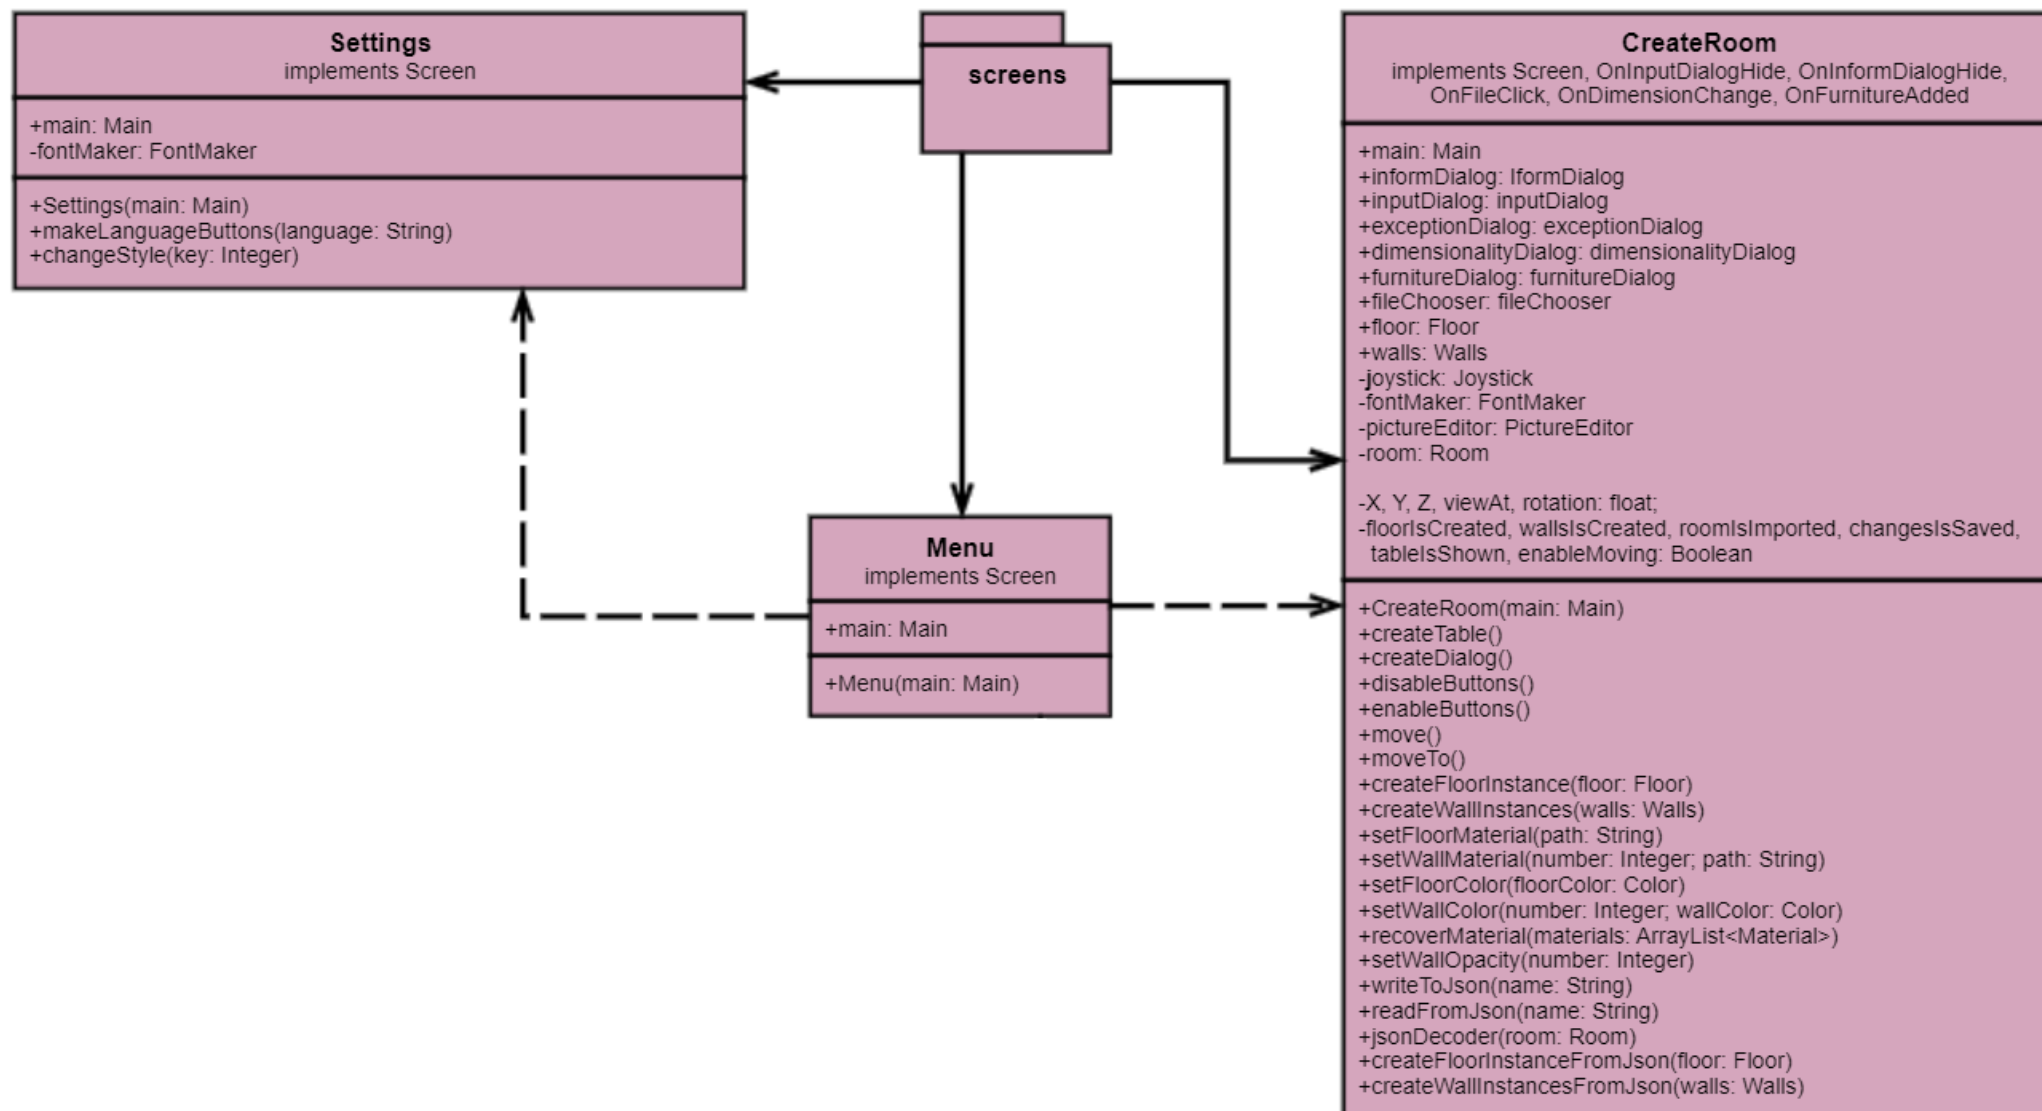 Settings
implements Screen
+main: Main
-fontMaker: FontMaker
+Settings(main: Main)
+makeLanguageButtons(language: String)
+changeStyle(key: Integer)
screens
Menu
implements Screen
+main: Main
+Menu(main: Main)
CreateRoom
implements Screen, OnInputDialogHide, OnInformDialogHide,
OnFileClick, OnDimensionChange, OnFurnitureAdded
+main: Main
+informDialog: IformDialog
+inputDialog: inputDialog
+exceptionDialog: exceptionDialog
+dimensionalityDialog: dimensionalityDialog
+furnitureDialog: furnitureDialog
+fileChooser: fileChooser
+floor: Floor
+walls: Walls
-joystick: Joystick
-fontMaker: FontMaker
-pictureEditor: PictureEditor
-room: Room
-X, Y, Z, viewAt, rotation: float;
-floorIsCreated, wallsIsCreated, roomIsImported, changesIsSaved,
tableIsShown, enableMoving: Boolean
+CreateRoom(main: Main)
+createTable()
+createDialog()
+disableButtons()
+enableButtons()
+move()
+moveTo()
+createFloorInstance(floor: Floor)
+createWallInstances(walls: Walls)
+setFloorMaterial(path: String)
+setWallMaterial(number: Integer; path: String)
+setFloorColor(floorColor: Color)
+setWallColor(number: Integer; wallColor: Color)
+recoverMaterial(materials: ArrayList<Material>)
+setWallOpacity(number: Integer)
+writeToJson(name: String)
+readFromJson(name: String)
+jsonDecoder(room: Room)
+createFloorInstanceFromJson(floor: Floor)
+createWallInstancesFromJson(walls: Walls)